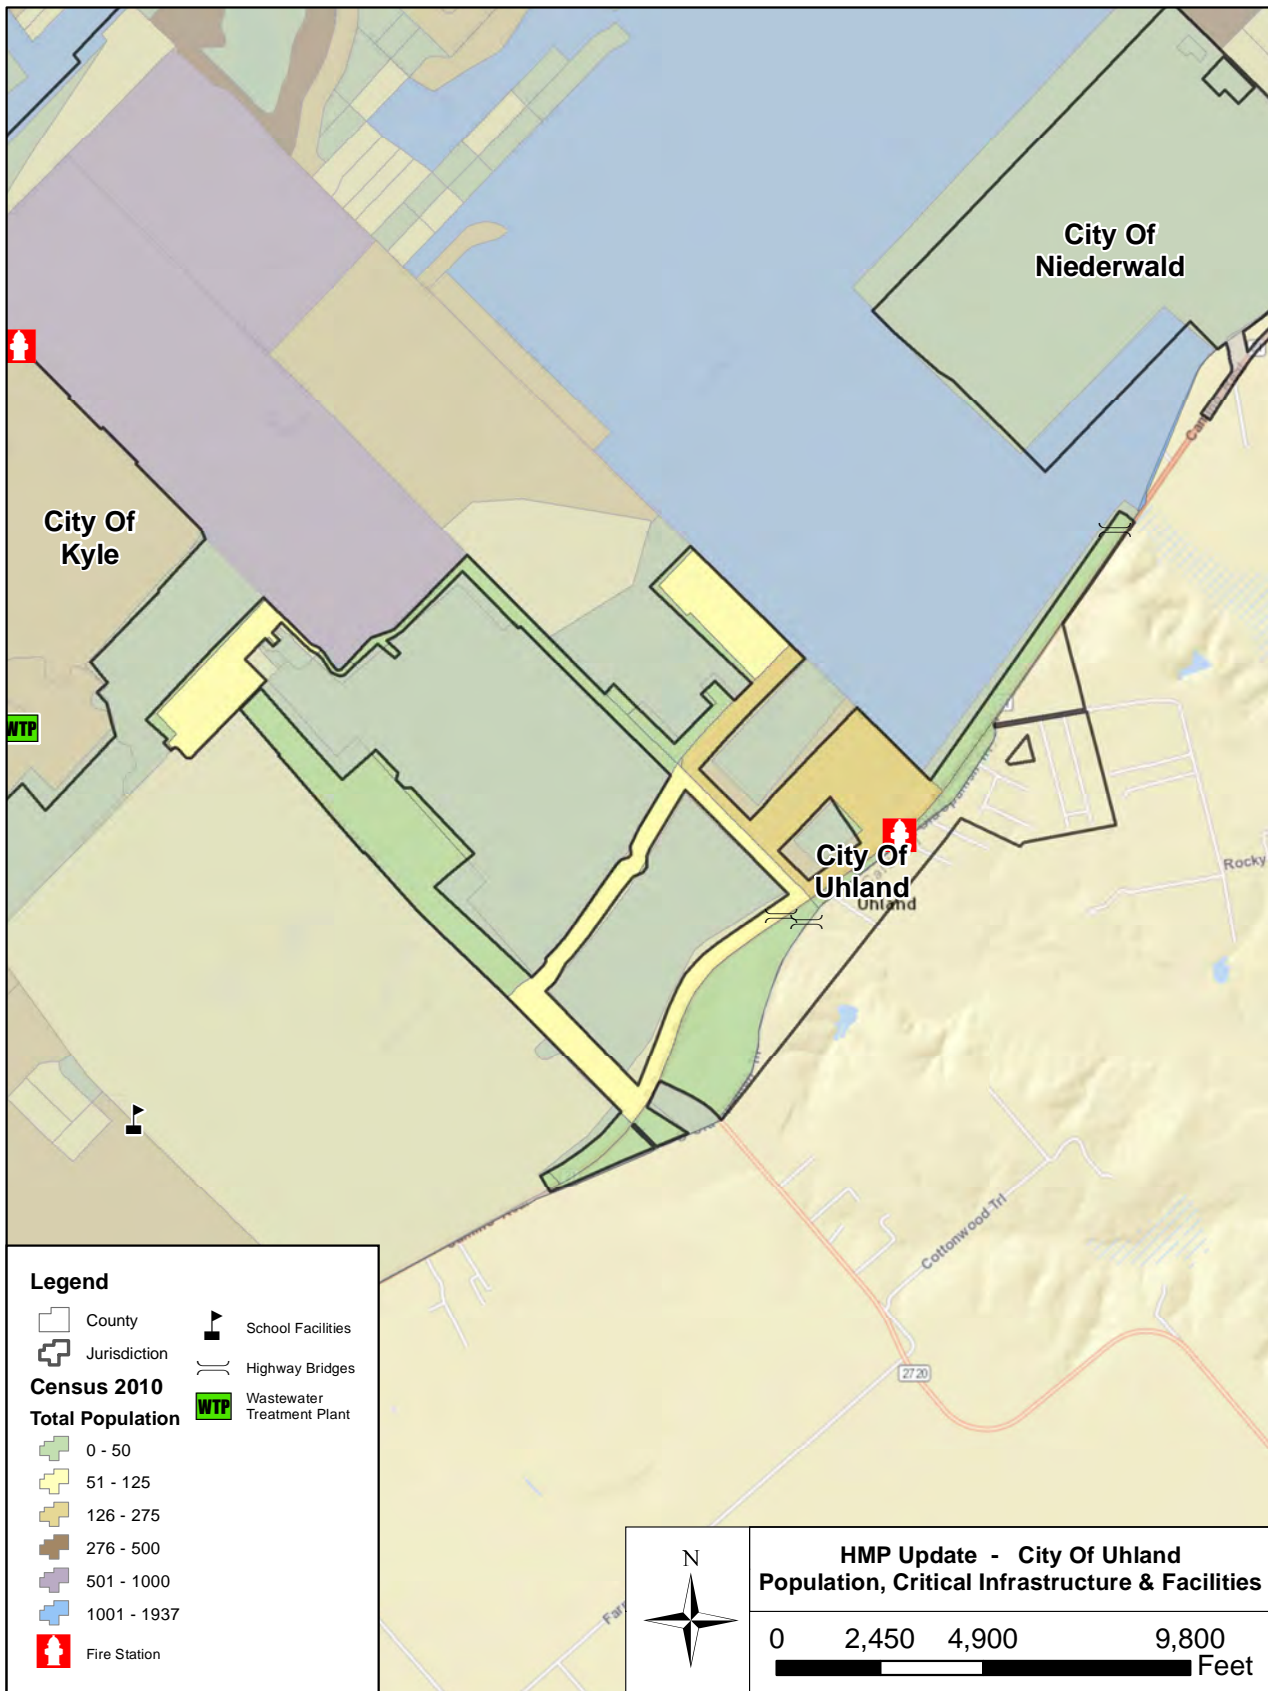 City Of
Niederwald
City Of
Kyle
WTP
City Of
Uhland
Uhland
Rocky
Cottonwood Trl
2720
Legend
County
Jurisdiction
Census 2010
Total Population
0 - 50
51 - 125
126 - 275
276 - 500
501 - 1000
1001 - 1937
Fire Station
School Facilities
Highway Bridges
WTP
Wastewater
Treatment Plant
N
HMP Update - City Of Uhland
Population, Critical Infrastructure & Facilities
0 2,450 4,900 9,800
Feet